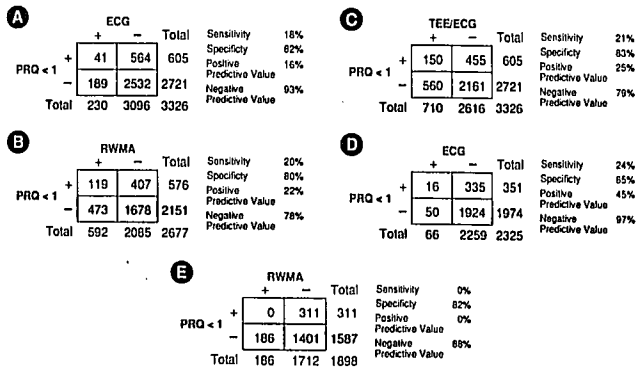 A
ECG
+ − Total
PRQ < 1
+ 41 564 605
− 189 2532 2721
Total 230 3096 3326
Sensitivity 18%
Specificty 82%
Positive 16%
Predictive Value
Negative 93%
Predictive Value
B
RWMA
+ − Total
PRQ < 1
+ 119 407 576
− 473 1678 2151
Total 592 2085 2677
Sensitivity 20%
Specificty 80%
Positive 22%
Predictive Value
Negative 78%
Predictive Value
C
TEE/ECG
+ − Total
PRQ < 1
+ 150 455 605
− 560 2161 2721
Total 710 2616 3326
Sensitivity 21%
Specificty 83%
Positive 25%
Predictive Value
Negative 79%
Predictive Value
D
ECG
+ − Total
PRQ < 1
+ 16 335 351
− 50 1924 1974
Total 66 2259 2325
Sensitivity 24%
Specificty 85%
Positive 45%
Predictive Value
Negative 97%
Predictive Value
E
RWMA
+ − Total
PRQ < 1
+ 0 311 311
− 186 1401 1587
Total 186 1712 1898
Sensitivity 0%
Specificty 82%
Positive 0%
Predictive Value
Negative 88%
Predictive Value